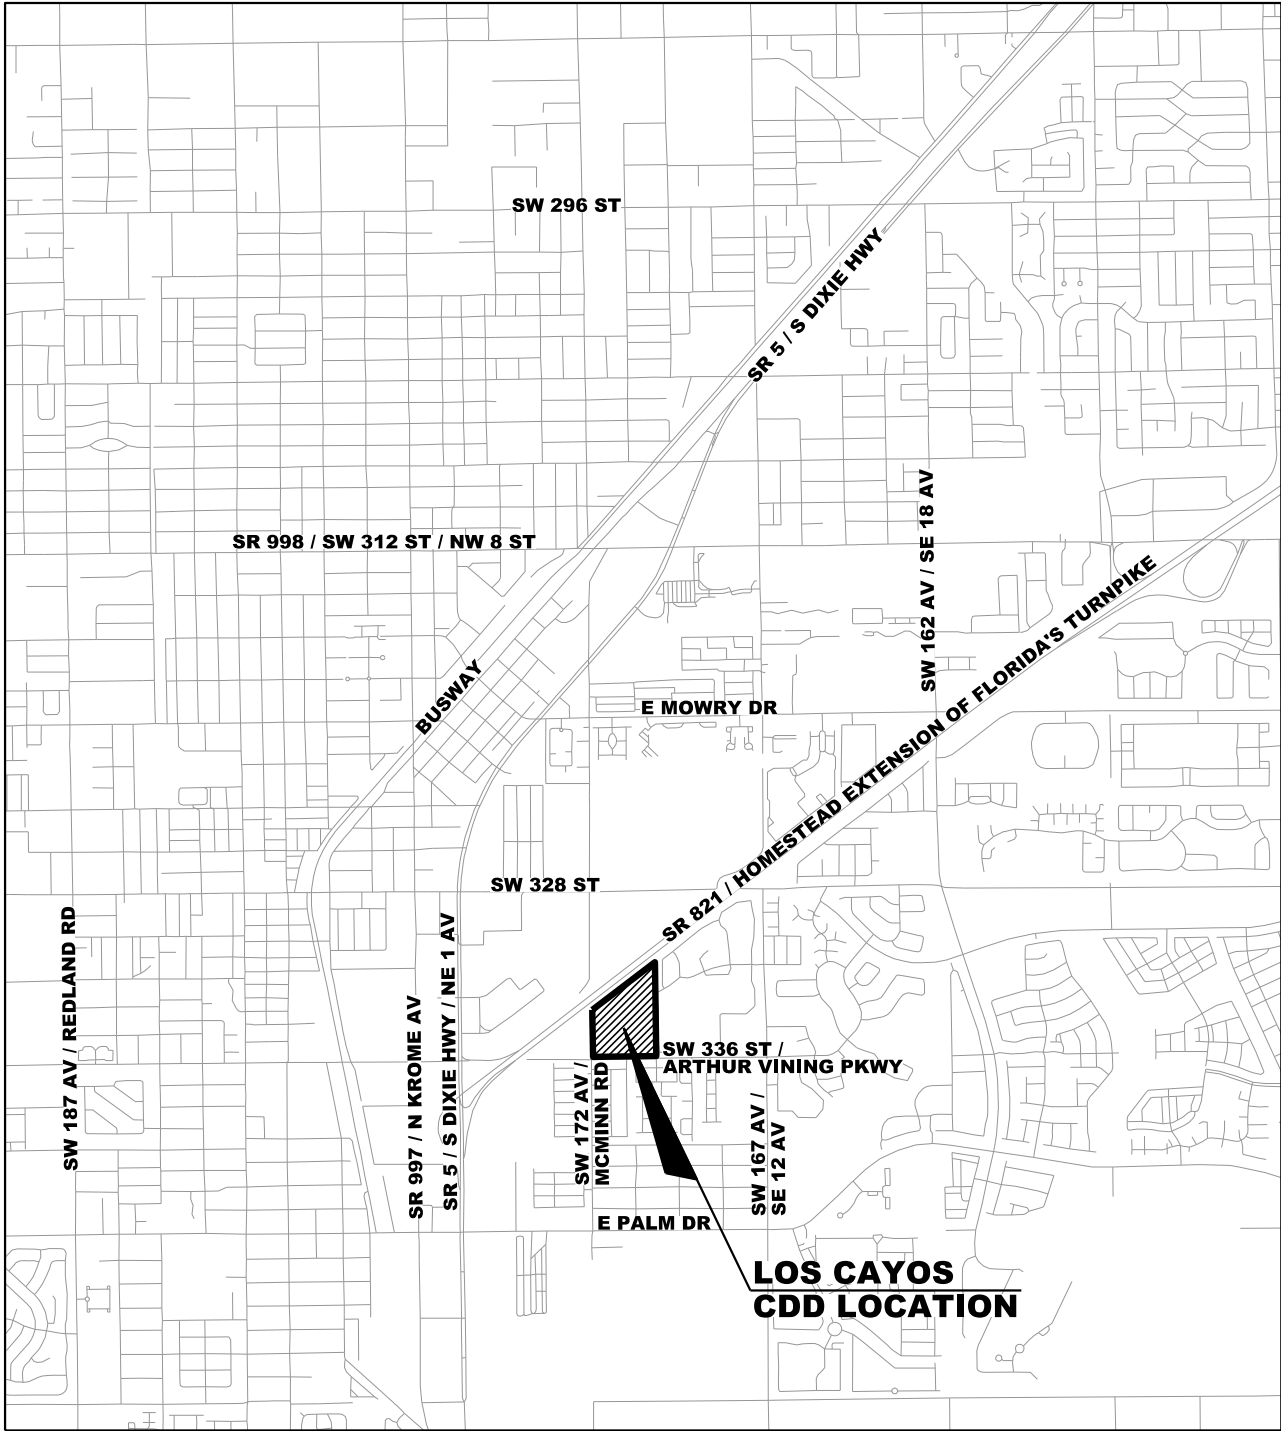 SW 296 ST
SR 5 / S DIXIE HWY
SR 998 / SW 312 ST / NW 8 ST
SW 162 AV / SE 18 AV
BUSWAY
E MOWRY DR
SR 821 / HOMESTEAD EXTENSION OF FLORIDA'S TURNPIKE
SW 328 ST
SW 187 AV / REDLAND RD
SR 997 / N KROME AV
SR 5 / S DIXIE HWY / NE 1 AV
SW 336 ST /
ARTHUR VINING PKWY
SW 172 AV /
MCMINN RD
SW 167 AV /
SE 12 AV
E PALM DR
LOS CAYOS
CDD LOCATION